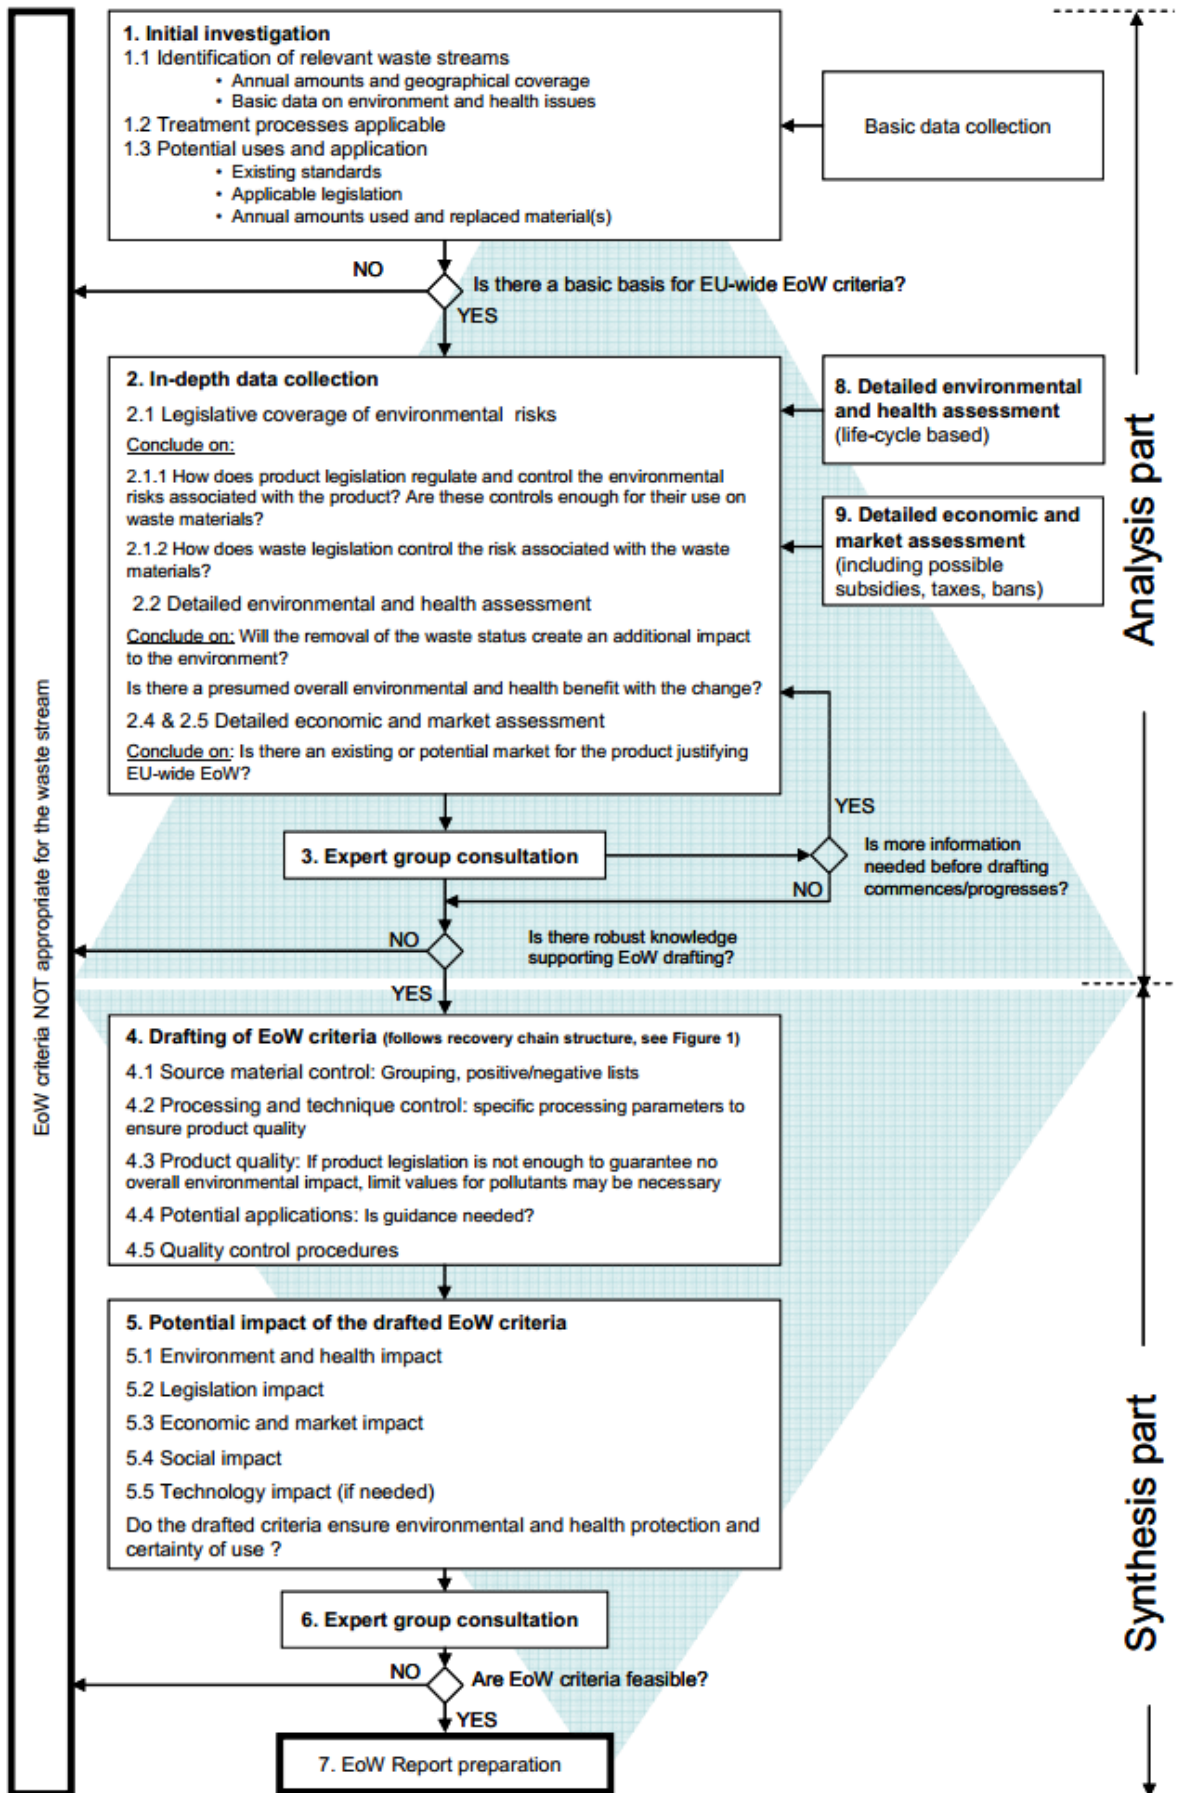 1. Initial investigation
1.1 Identification of relevant waste streams
• Annual amounts and geographical coverage
• Basic data on environment and health issues
1.2 Treatment processes applicable
1.3 Potential uses and application
• Existing standards
• Applicable legislation
• Annual amounts used and replaced material(s)
Basic data collection
NO
Is there a basic basis for EU-wide EoW criteria?
YES
2. In-depth data collection
2.1 Legislative coverage of environmental risks
Conclude on:
2.1.1 How does product legislation regulate and control the environmental
risks associated with the product? Are these controls enough for their use on
waste materials?
2.1.2 How does waste legislation control the risk associated with the waste
materials?
2.2 Detailed environmental and health assessment
Conclude on: Will the removal of the waste status create an additional impact
to the environment?
Is there a presumed overall environmental and health benefit with the change?
2.4 & 2.5 Detailed economic and market assessment
Conclude on: Is there an existing or potential market for the product justifying
EU-wide EoW?
8. Detailed environmental
and health assessment
(life-cycle based)
9. Detailed economic and
market assessment
(including possible
subsidies, taxes, bans)
Analysis part
YES
3. Expert group consultation
Is more information
needed before drafting
commences/progresses?
NO
NO
Is there robust knowledge
supporting EoW drafting?
YES
EoW criteria NOT appropriate for the waste stream
4. Drafting of EoW criteria (follows recovery chain structure, see Figure 1)
4.1 Source material control: Grouping, positive/negative lists
4.2 Processing and technique control: specific processing parameters to
ensure product quality
4.3 Product quality: If product legislation is not enough to guarantee no
overall environmental impact, limit values for pollutants may be necessary
4.4 Potential applications: Is guidance needed?
4.5 Quality control procedures
5. Potential impact of the drafted EoW criteria
5.1 Environment and health impact
5.2 Legislation impact
5.3 Economic and market impact
5.4 Social impact
5.5 Technology impact (if needed)
Do the drafted criteria ensure environmental and health protection and
certainty of use ?
Synthesis part
6. Expert group consultation
NO
Are EoW criteria feasible?
YES
7. EoW Report preparation